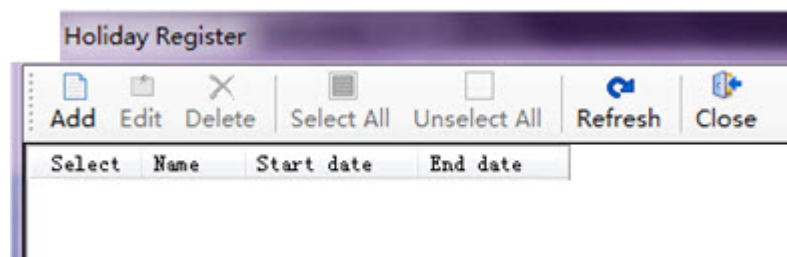 Holiday Register
Add Edit Delete Select All Unselect All Refresh Close
Select Name Start date End date